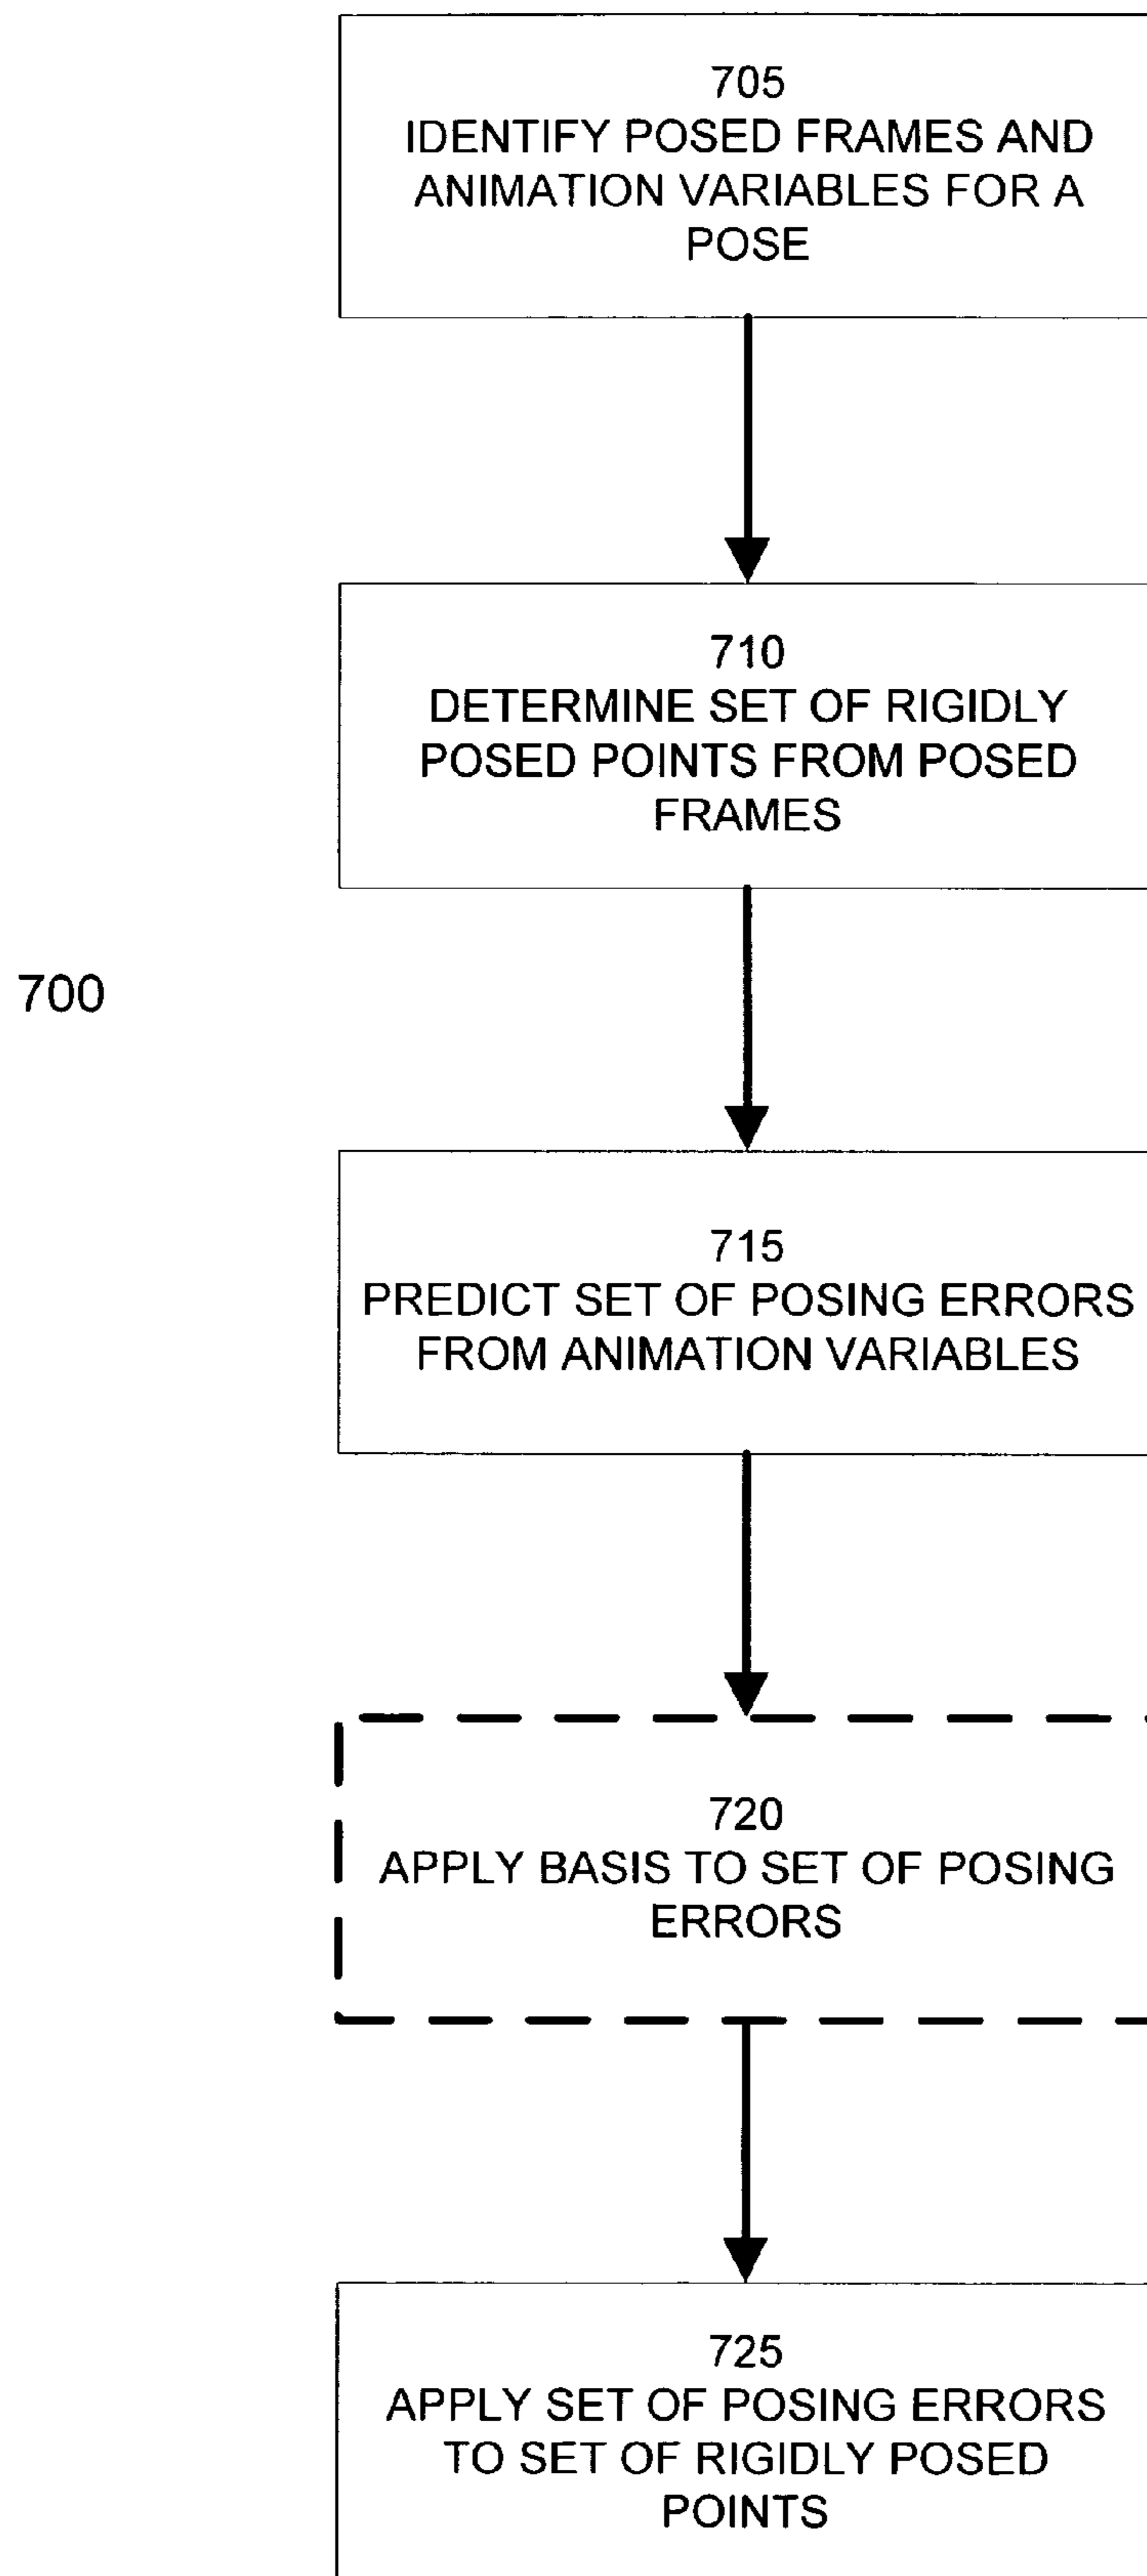 705
IDENTIFY POSED FRAMES AND
ANIMATION VARIABLES FOR A
POSE
710
DETERMINE SET OF RIGIDLY
POSED POINTS FROM POSED
FRAMES
700
715
PREDICT SET OF POSING ERRORS
FROM ANIMATION VARIABLES
720
APPLY BASIS TO SET OF POSING
ERRORS
725
APPLY SET OF POSING ERRORS
TO SET OF RIGIDLY POSED
POINTS